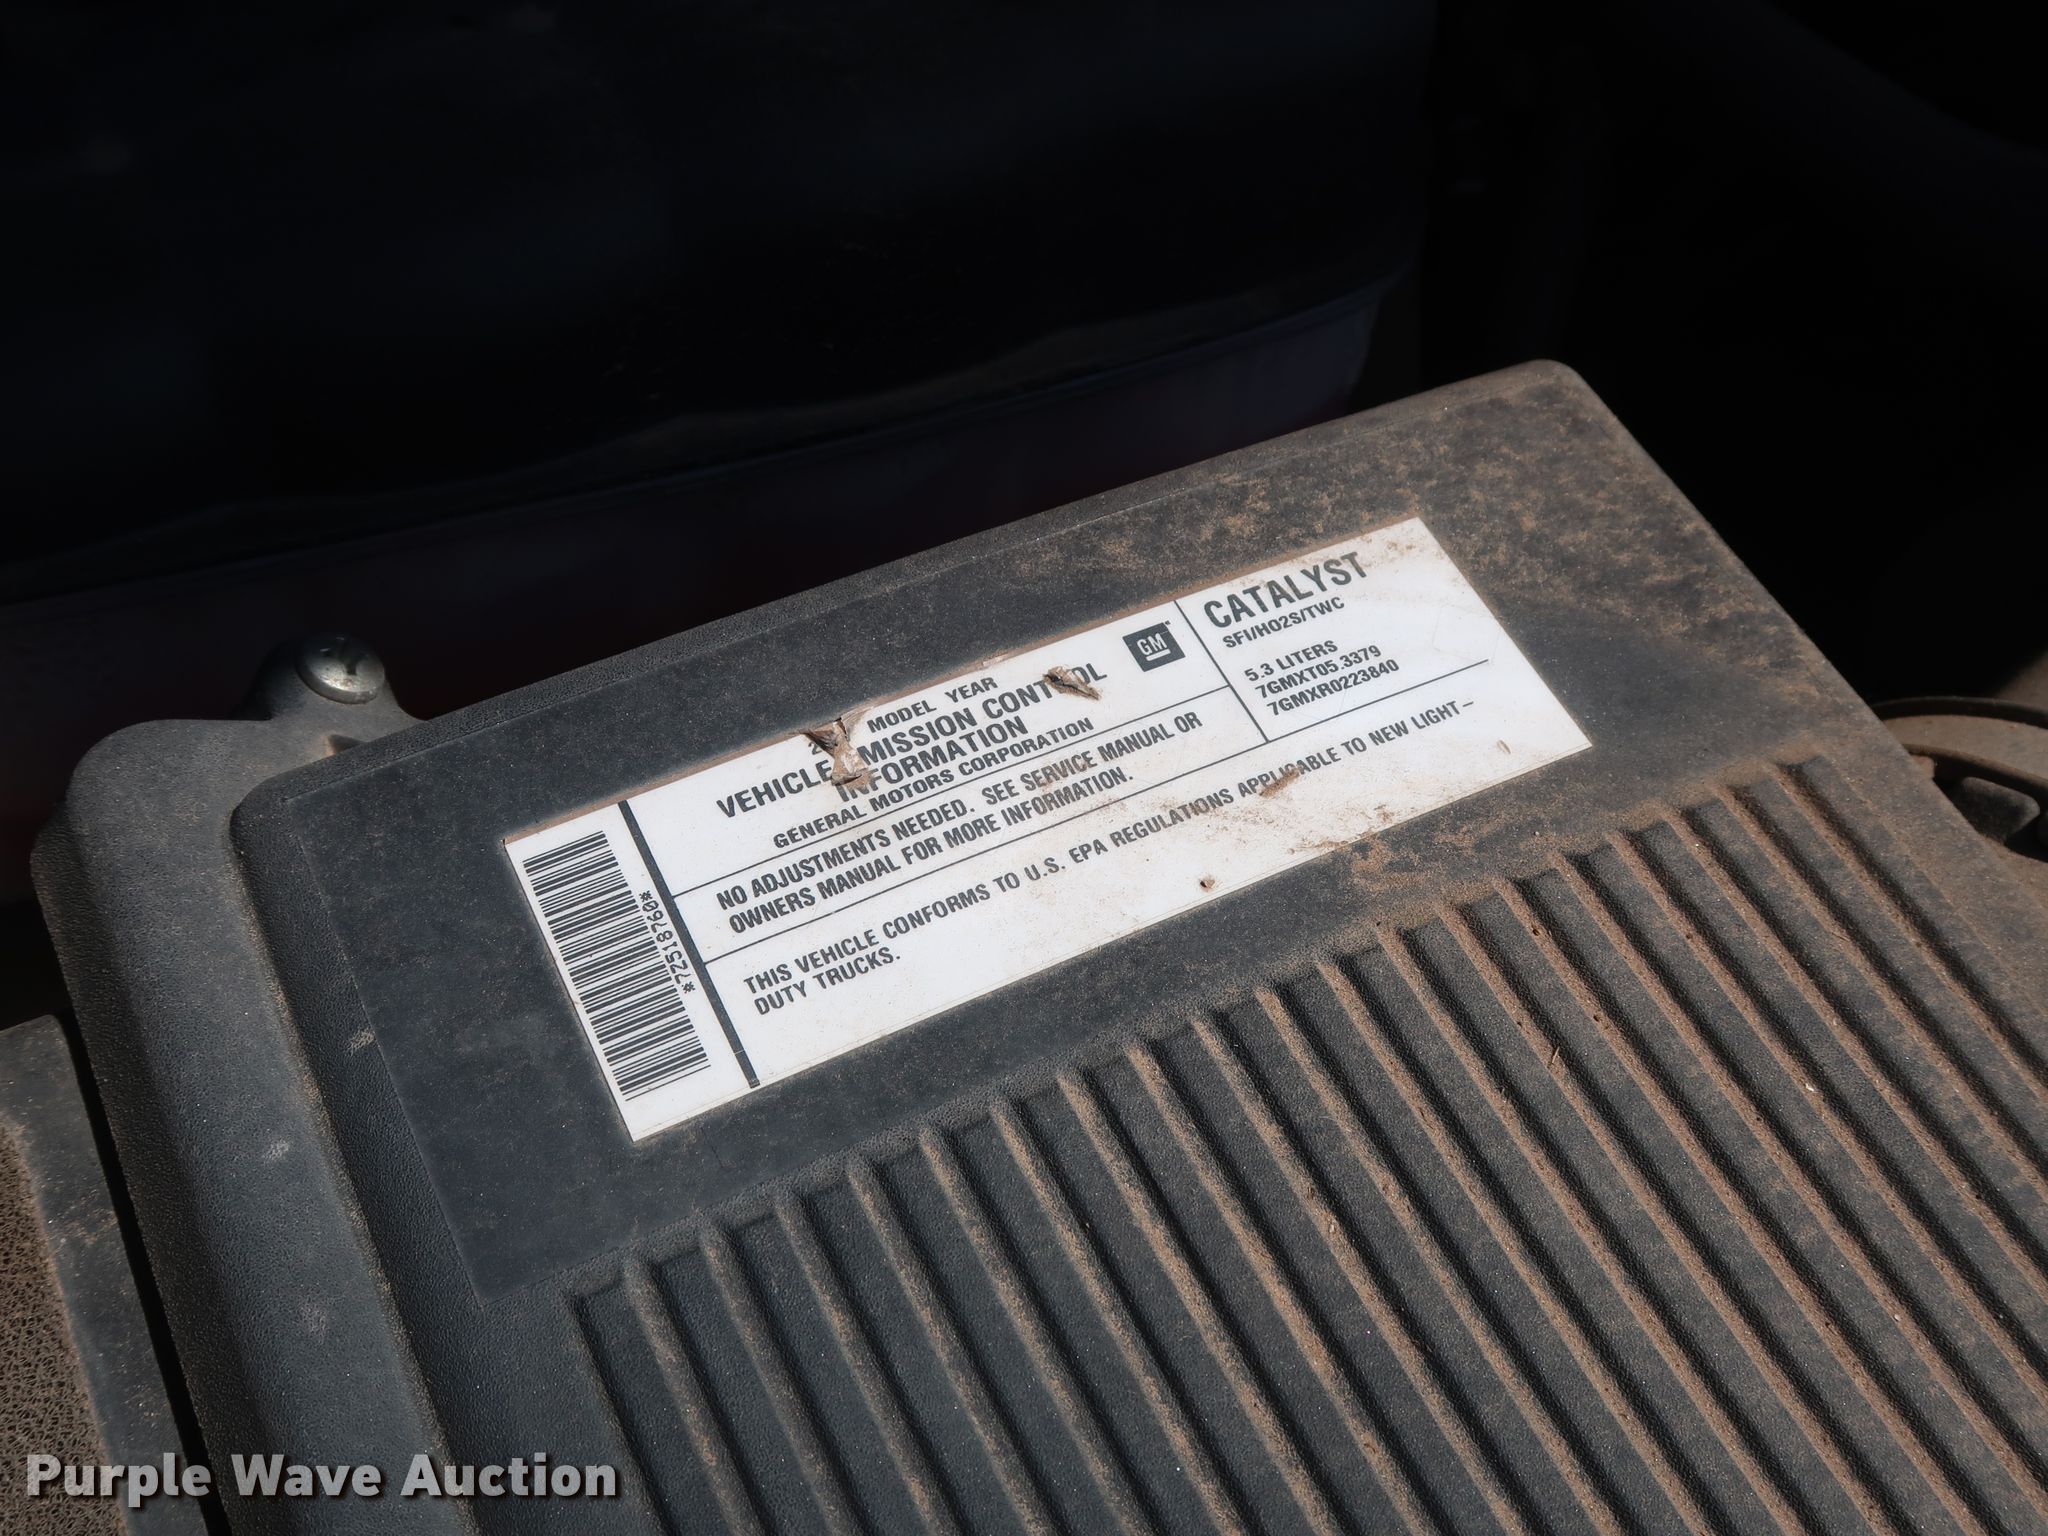 MODEL YEAR
VEHICLE MISSION CONTROL
INFORMATION
GENERAL MOTORS CORPORATION
GM
CATALYST
SFI/HO2S/TWC
5.3 LITERS
7GMXT05.3379
7GMXR0223840
NO ADJUSTMENTS NEEDED. SEE SERVICE MANUAL OR
OWNERS MANUAL FOR MORE INFORMATION.
THIS VEHICLE CONFORMS TO U.S. EPA REGULATIONS APPLICABLE TO NEW LIGHT-
DUTY TRUCKS.
*72518760*
Purple Wave Auction